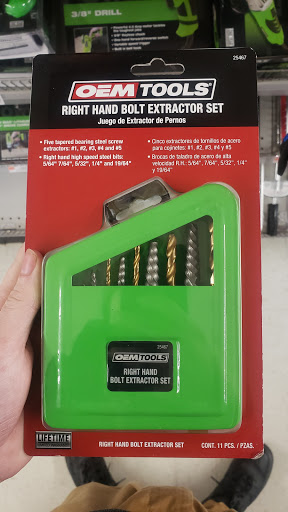 3/8" DRILL
25467
OEMTOOLS
RIGHT HAND BOLT EXTRACTOR SET
Juego de Extractor de Pernos
• Five tapered bearing steel screw
extractors: #1, #2, #3, #4 and #5
• Right hand high speed steel bits:
5/64" 7/64", 5/32", 1/4" and 19/64"
• Cinco extractores de tornillos de acero
para cojinetes: #1, #2, #3, #4 y #5
• Brocas de taladro de acero de alta
velocidad R.H.: 5/64", 7/64", 5/32", 1/4"
y 19/64"
25467
OEMTOOLS
RIGHT HAND
BOLT EXTRACTOR SET
LIFETIME
RIGHT HAND BOLT EXTRACTOR SET
CONT. 11 PCS. / PZAS.